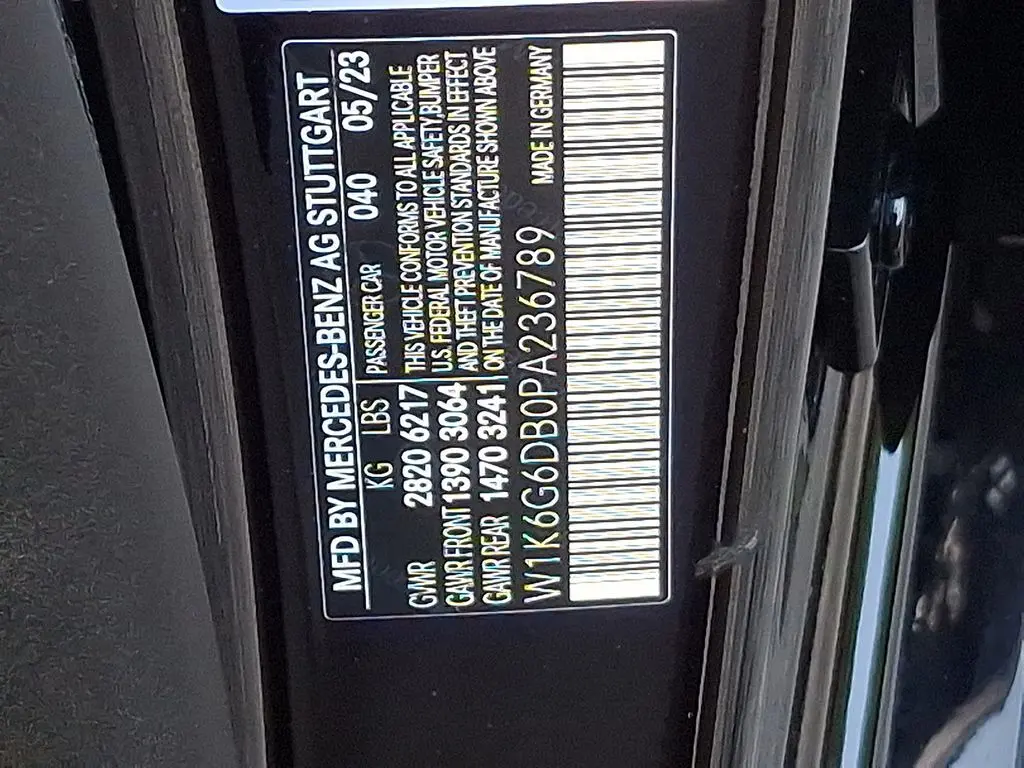 MFD BY MERCEDES-BENZ AG STUTTGART
KG LBS PASSENGER CAR 040 05/23
GVWR 2820 6217 THIS VEHICLE CONFORMS TO ALL APPLICABLE
GAWR FRONT 1390 3064 U.S. FEDERAL MOTOR VEHICLE SAFETY, BUMPER
GAWR REAR 1470 3241 AND THEFT PREVENTION STANDARDS IN EFFECT
ON THE DATE OF MANUFACTURE SHOWN ABOVE
W1K6G6DB0PA236789 MADE IN GERMANY